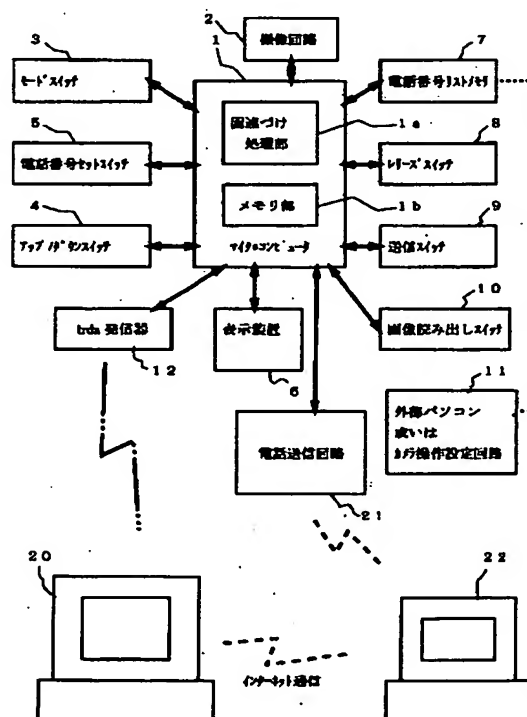 2
撮像回路
3
1
7
モードスイッチ
電話番号リストメモリ
関連づけ
処理部
1a
5
8
電話番号セットスイッチ
レリーズスイッチ
メモリ部
1b
4
9
アップ/ダウンスイッチ
マイクロコンピュータ
送信スイッチ
10
irda 発信器
表示装置
画像読み出しスイッチ
12
6
11
外部パソコン
或いは
カメラ操作設定回路
電話送信回路
21
20
22
インターネット通信